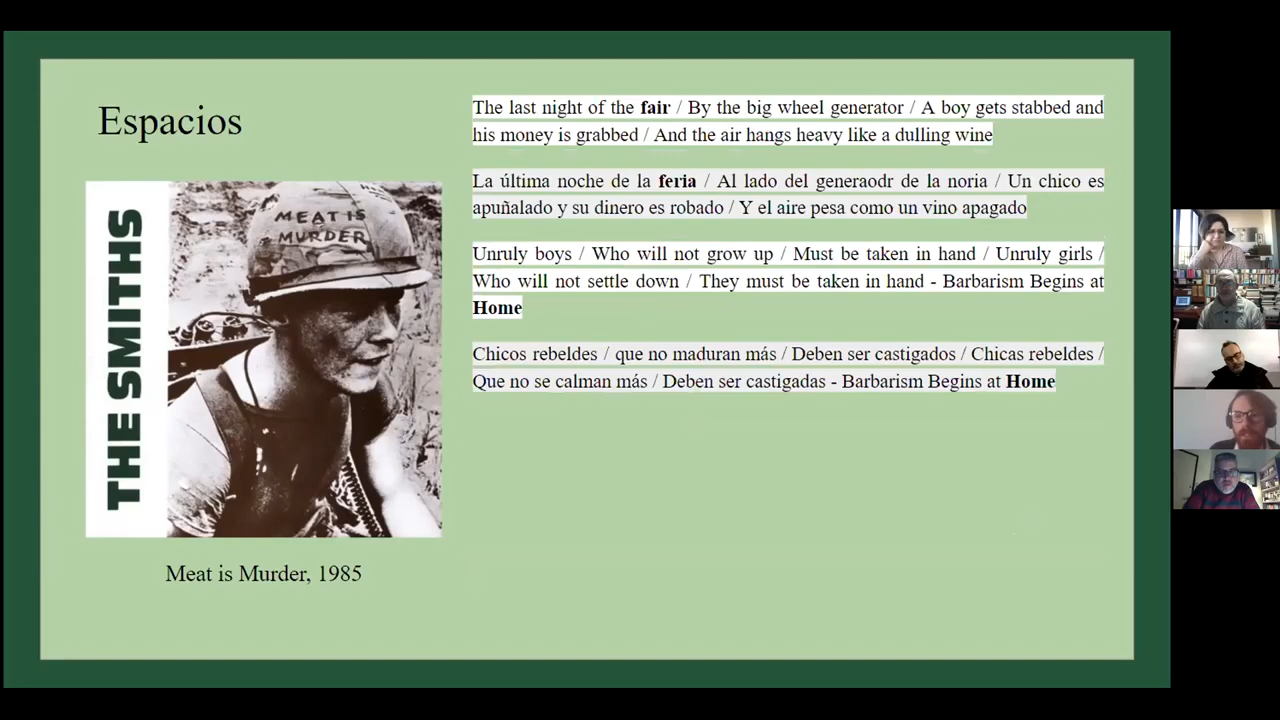 Espacios
THE SMITHS
MEAT IS
MURDER
Meat is Murder, 1985
The last night of the fair / By the big wheel generator / A boy gets stabbed and
his money is grabbed / And the air hangs heavy like a dulling wine
La última noche de la feria / Al lado del generaodr de la noria / Un chico es
apuñalado y su dinero es robado / Y el aire pesa como un vino apagado
Unruly boys / Who will not grow up / Must be taken in hand / Unruly girls /
Who will not settle down / They must be taken in hand - Barbarism Begins at
Home
Chicos rebeldes / que no maduran más / Deben ser castigados / Chicas rebeldes /
Que no se calman más / Deben ser castigadas - Barbarism Begins at Home